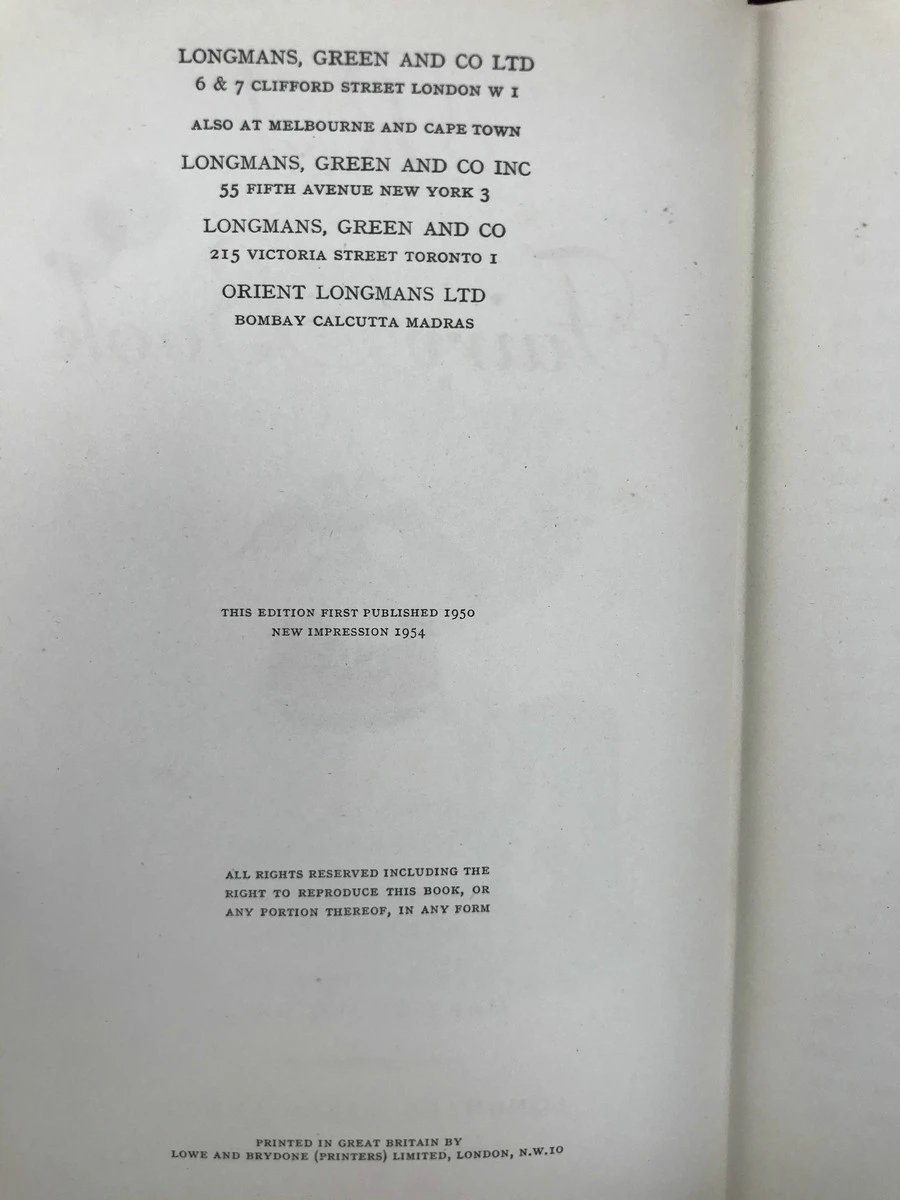 LONGMANS, GREEN AND CO LTD
6 & 7 CLIFFORD STREET LONDON W 1
ALSO AT MELBOURNE AND CAPE TOWN
LONGMANS, GREEN AND CO INC
55 FIFTH AVENUE NEW YORK 3
LONGMANS, GREEN AND CO
215 VICTORIA STREET TORONTO 1
ORIENT LONGMANS LTD
BOMBAY CALCUTTA MADRAS
THIS EDITION FIRST PUBLISHED 1950
NEW IMPRESSION 1954
ALL RIGHTS RESERVED INCLUDING THE
RIGHT TO REPRODUCE THIS BOOK, OR
ANY PORTION THEREOF, IN ANY FORM
PRINTED IN GREAT BRITAIN BY
LOWE AND BRYDONE (PRINTERS) LIMITED, LONDON, N.W.10